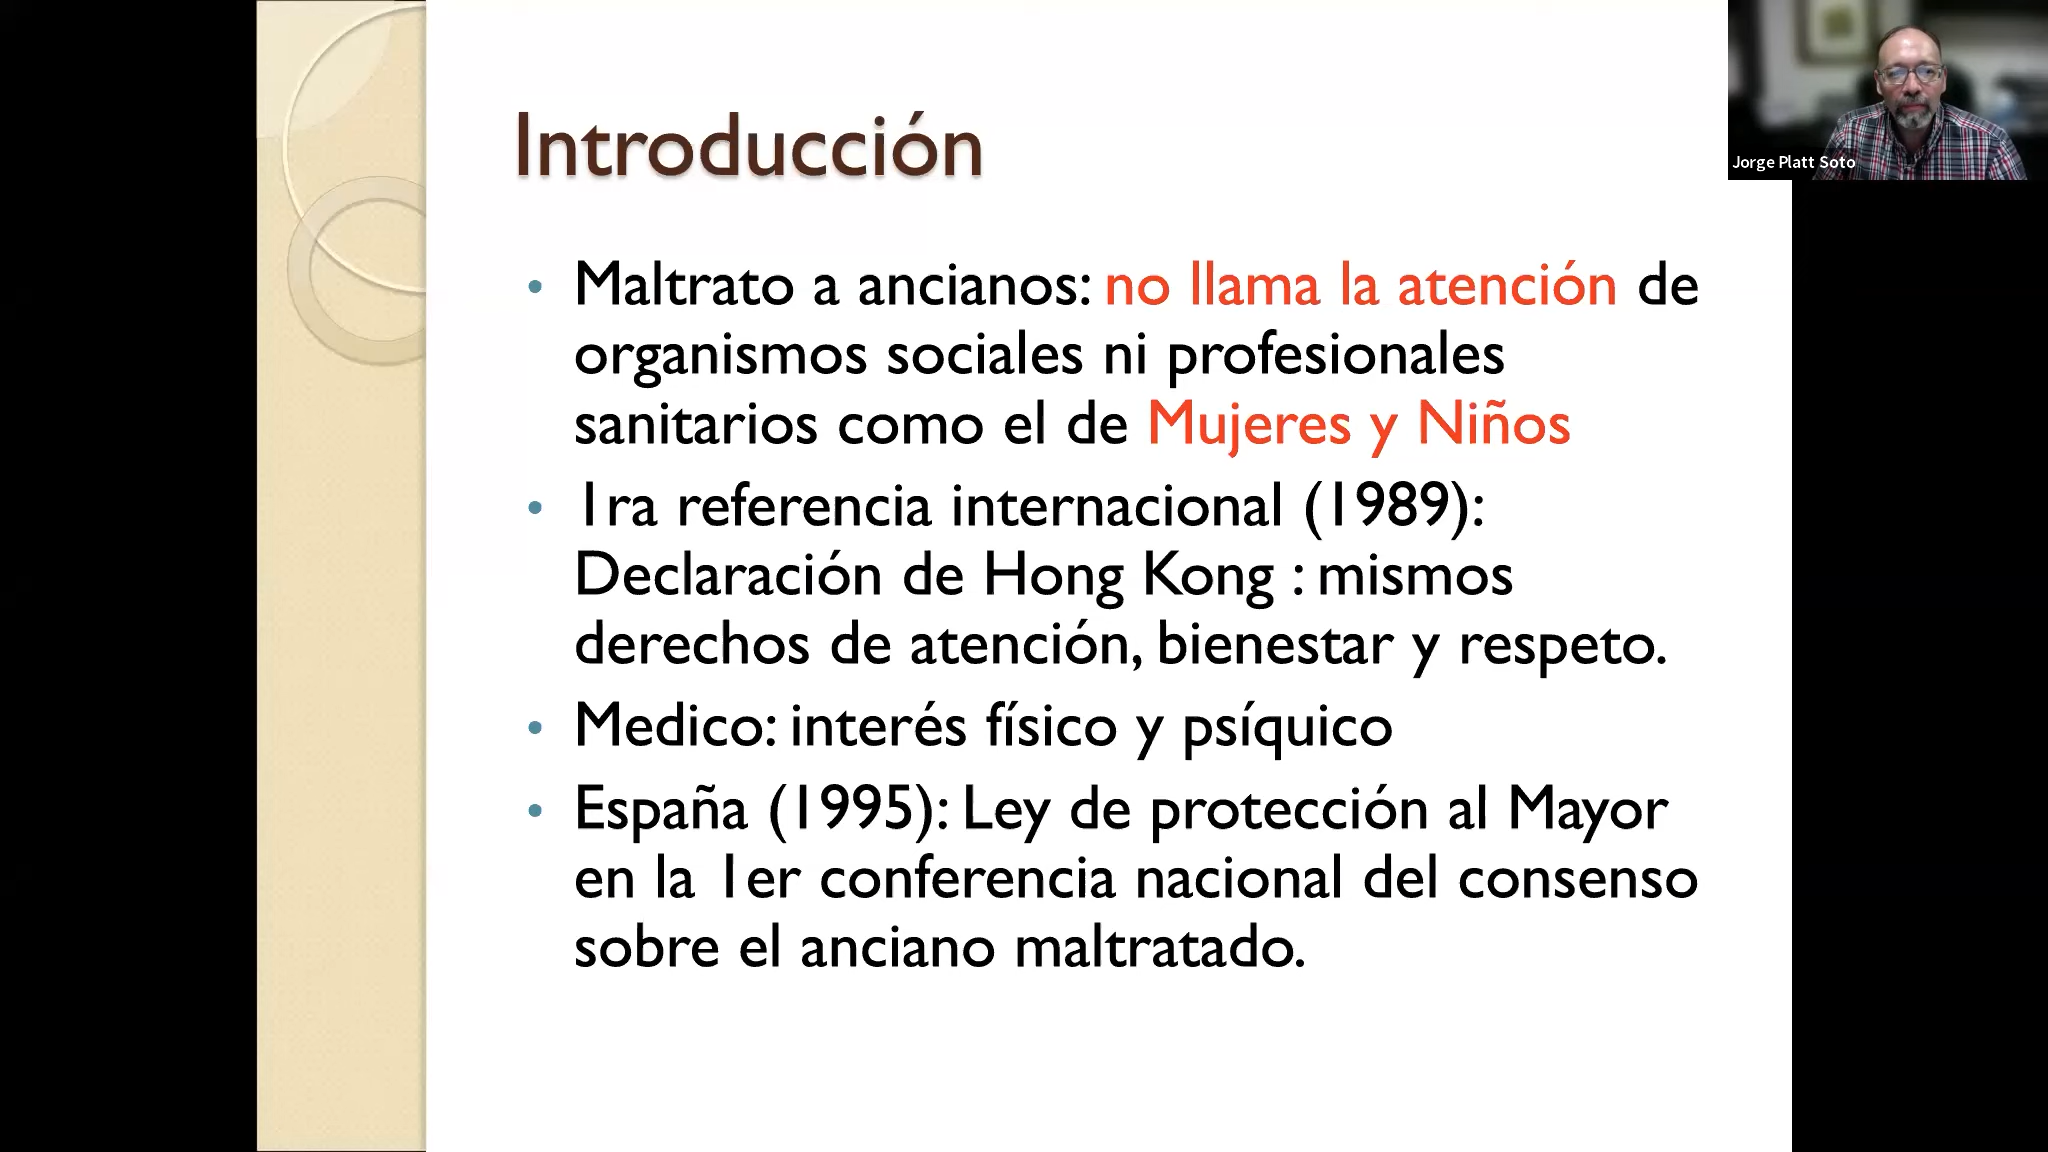 Introducción
• Maltrato a ancianos: no llama la atención de
organismos sociales ni profesionales
sanitarios como el de Mujeres y Niños
• 1ra referencia internacional (1989):
Declaración de Hong Kong : mismos
derechos de atención, bienestar y respeto.
• Medico: interés físico y psíquico
• España (1995): Ley de protección al Mayor
en la 1er conferencia nacional del consenso
sobre el anciano maltratado.
Jorge Platt Soto